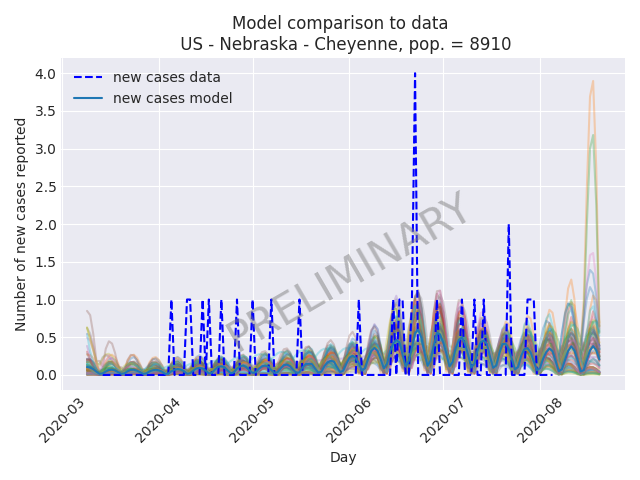 Model comparison to data
US - Nebraska - Cheyenne, pop. = 8910
4.0
3.5
3.0
2.5
2.0
1.5
1.0
0.5
0.0
Number of new cases reported
new cases data
new cases model
PRELIMINARY
2020-03
2020-04
2020-05
2020-06
2020-07
2020-08
Day